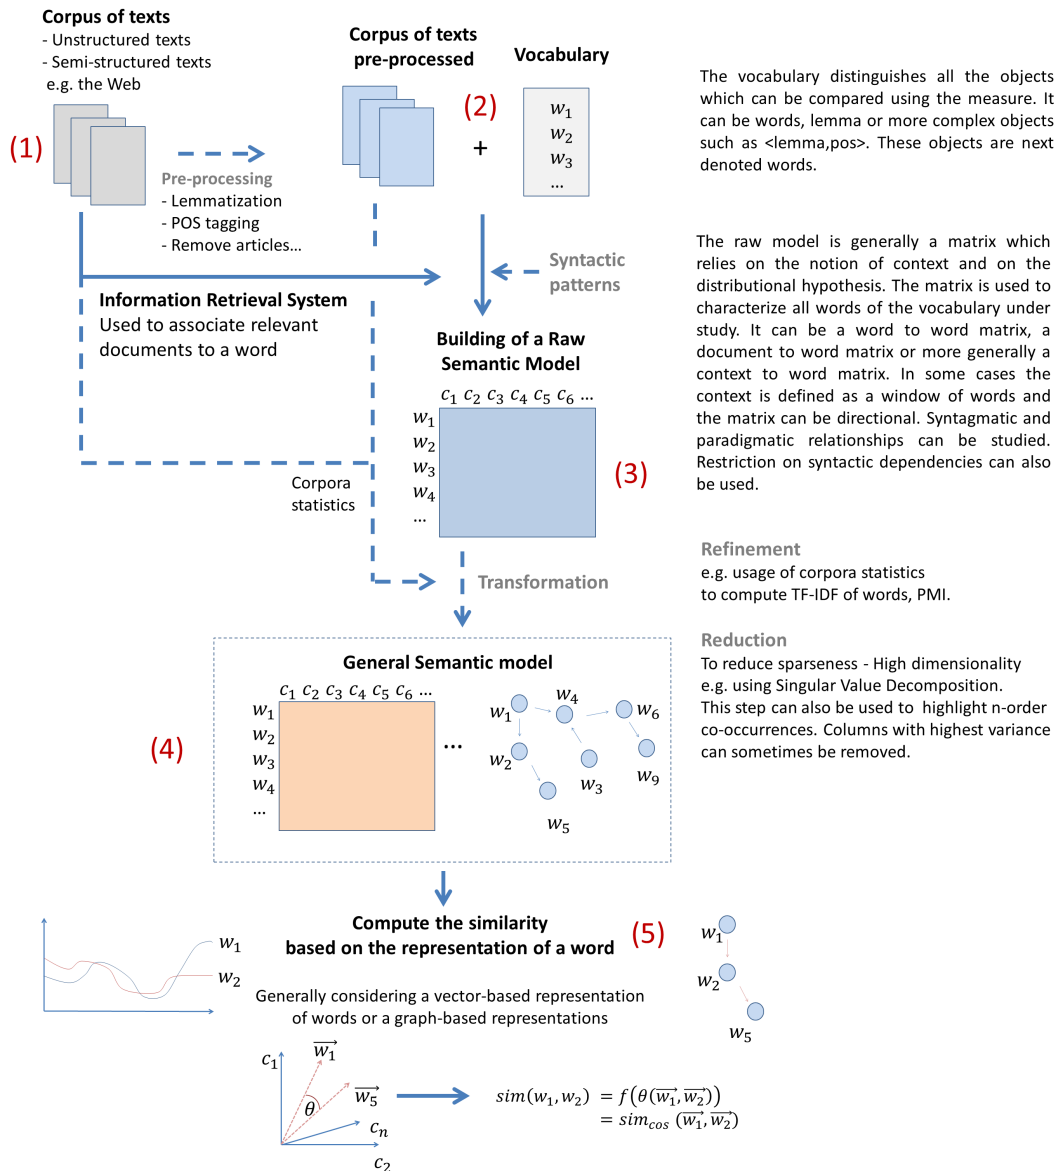 Corpus of texts
- Unstructured texts
- Semi-structured texts
e.g. the Web
(1)
Pre-processing
- Lemmatization
- POS tagging
- Remove articles…
Corpus of texts
pre-processed
(2)
+
Vocabulary
w₁
w₂
w₃
…
The vocabulary distinguishes all the objects
which can be compared using the measure. It
can be words, lemma or more complex objects
such as <lemma,pos>. These objects are next
denoted words.
Information Retrieval System
Used to associate relevant
documents to a word
Syntactic
patterns
The raw model is generally a matrix which
relies on the notion of context and on the
distributional hypothesis. The matrix is used to
characterize all words of the vocabulary under
study. It can be a word to word matrix, a
document to word matrix or more generally a
context to word matrix. In some cases the
context is defined as a window of words and
the matrix can be directional. Syntagmatic and
paradigmatic relationships can be studied.
Restriction on syntactic dependencies can also
be used.
Building of a Raw
Semantic Model
c₁ c₂ c₃ c₄ c₅ c₆ …
w₁
w₂
w₃
w₄
…
(3)
Corpora
statistics
Transformation
Refinement
e.g. usage of corpora statistics
to compute TF-IDF of words, PMI.
Reduction
To reduce sparseness - High dimensionality
e.g. using Singular Value Decomposition.
This step can also be used to highlight n-order
co-occurrences. Columns with highest variance
can sometimes be removed.
General Semantic model
(4)
c₁ c₂ c₃ c₄ c₅ c₆ …
w₁
w₂
w₃
w₄
…
…
w₁
w₄
w₆
w₂
w₃
w₉
w₅
Compute the similarity
based on the representation of a word
(5)
w₁
w₂
Generally considering a vector-based representation
of words or a graph-based representations
w₁
w₂
w₅
c₁
w₁⃗
w₅⃗
θ
cₙ
c₂
sim(w₁, w₂) = f(θ(w₁⃗, w₂⃗))
= sim_cos (w₁⃗, w₂⃗)